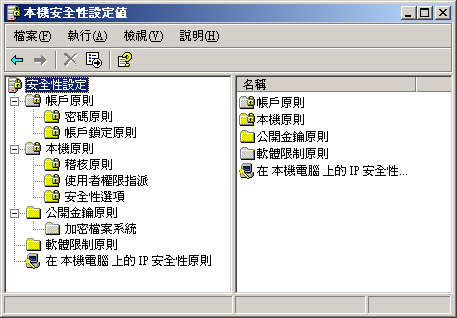 本機安全性設定值
檔案(F) 執行(A) 檢視(V) 說明(H)
安全性設定
帳戶原則
密碼原則
帳戶鎖定原則
本機原則
稽核原則
使用者權限指派
安全性選項
公開金鑰原則
加密檔案系統
軟體限制原則
在 本機電腦 上的 IP 安全性原則
名稱
帳戶原則
本機原則
公開金鑰原則
軟體限制原則
在 本機電腦 上的 IP 安全性...